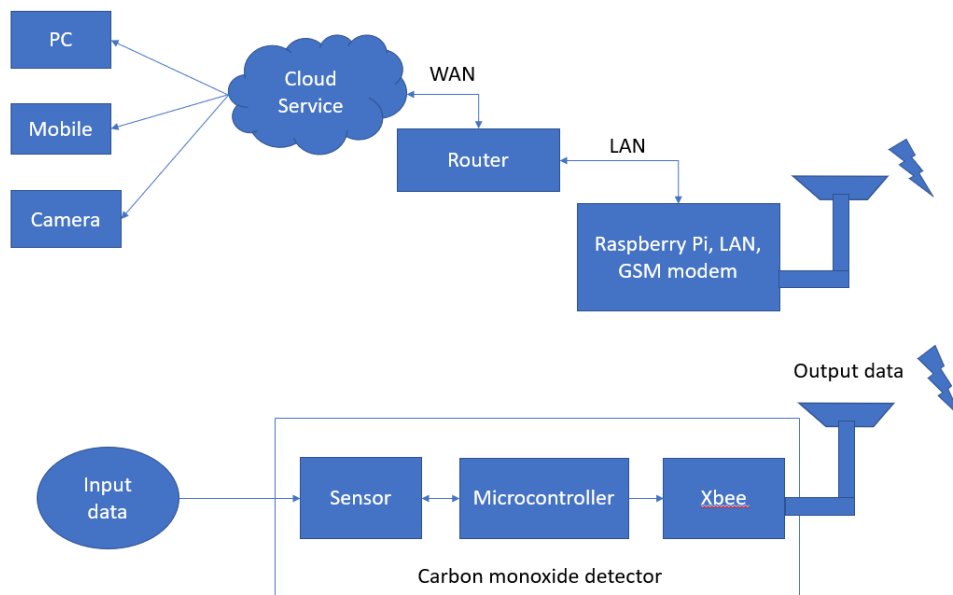 PC
Cloud
Service
WAN
Mobile
Router
LAN
Camera
Raspberry Pi, LAN,
GSM modem
Output data
Input
data
Sensor
Microcontroller
Xbee
Carbon monoxide detector